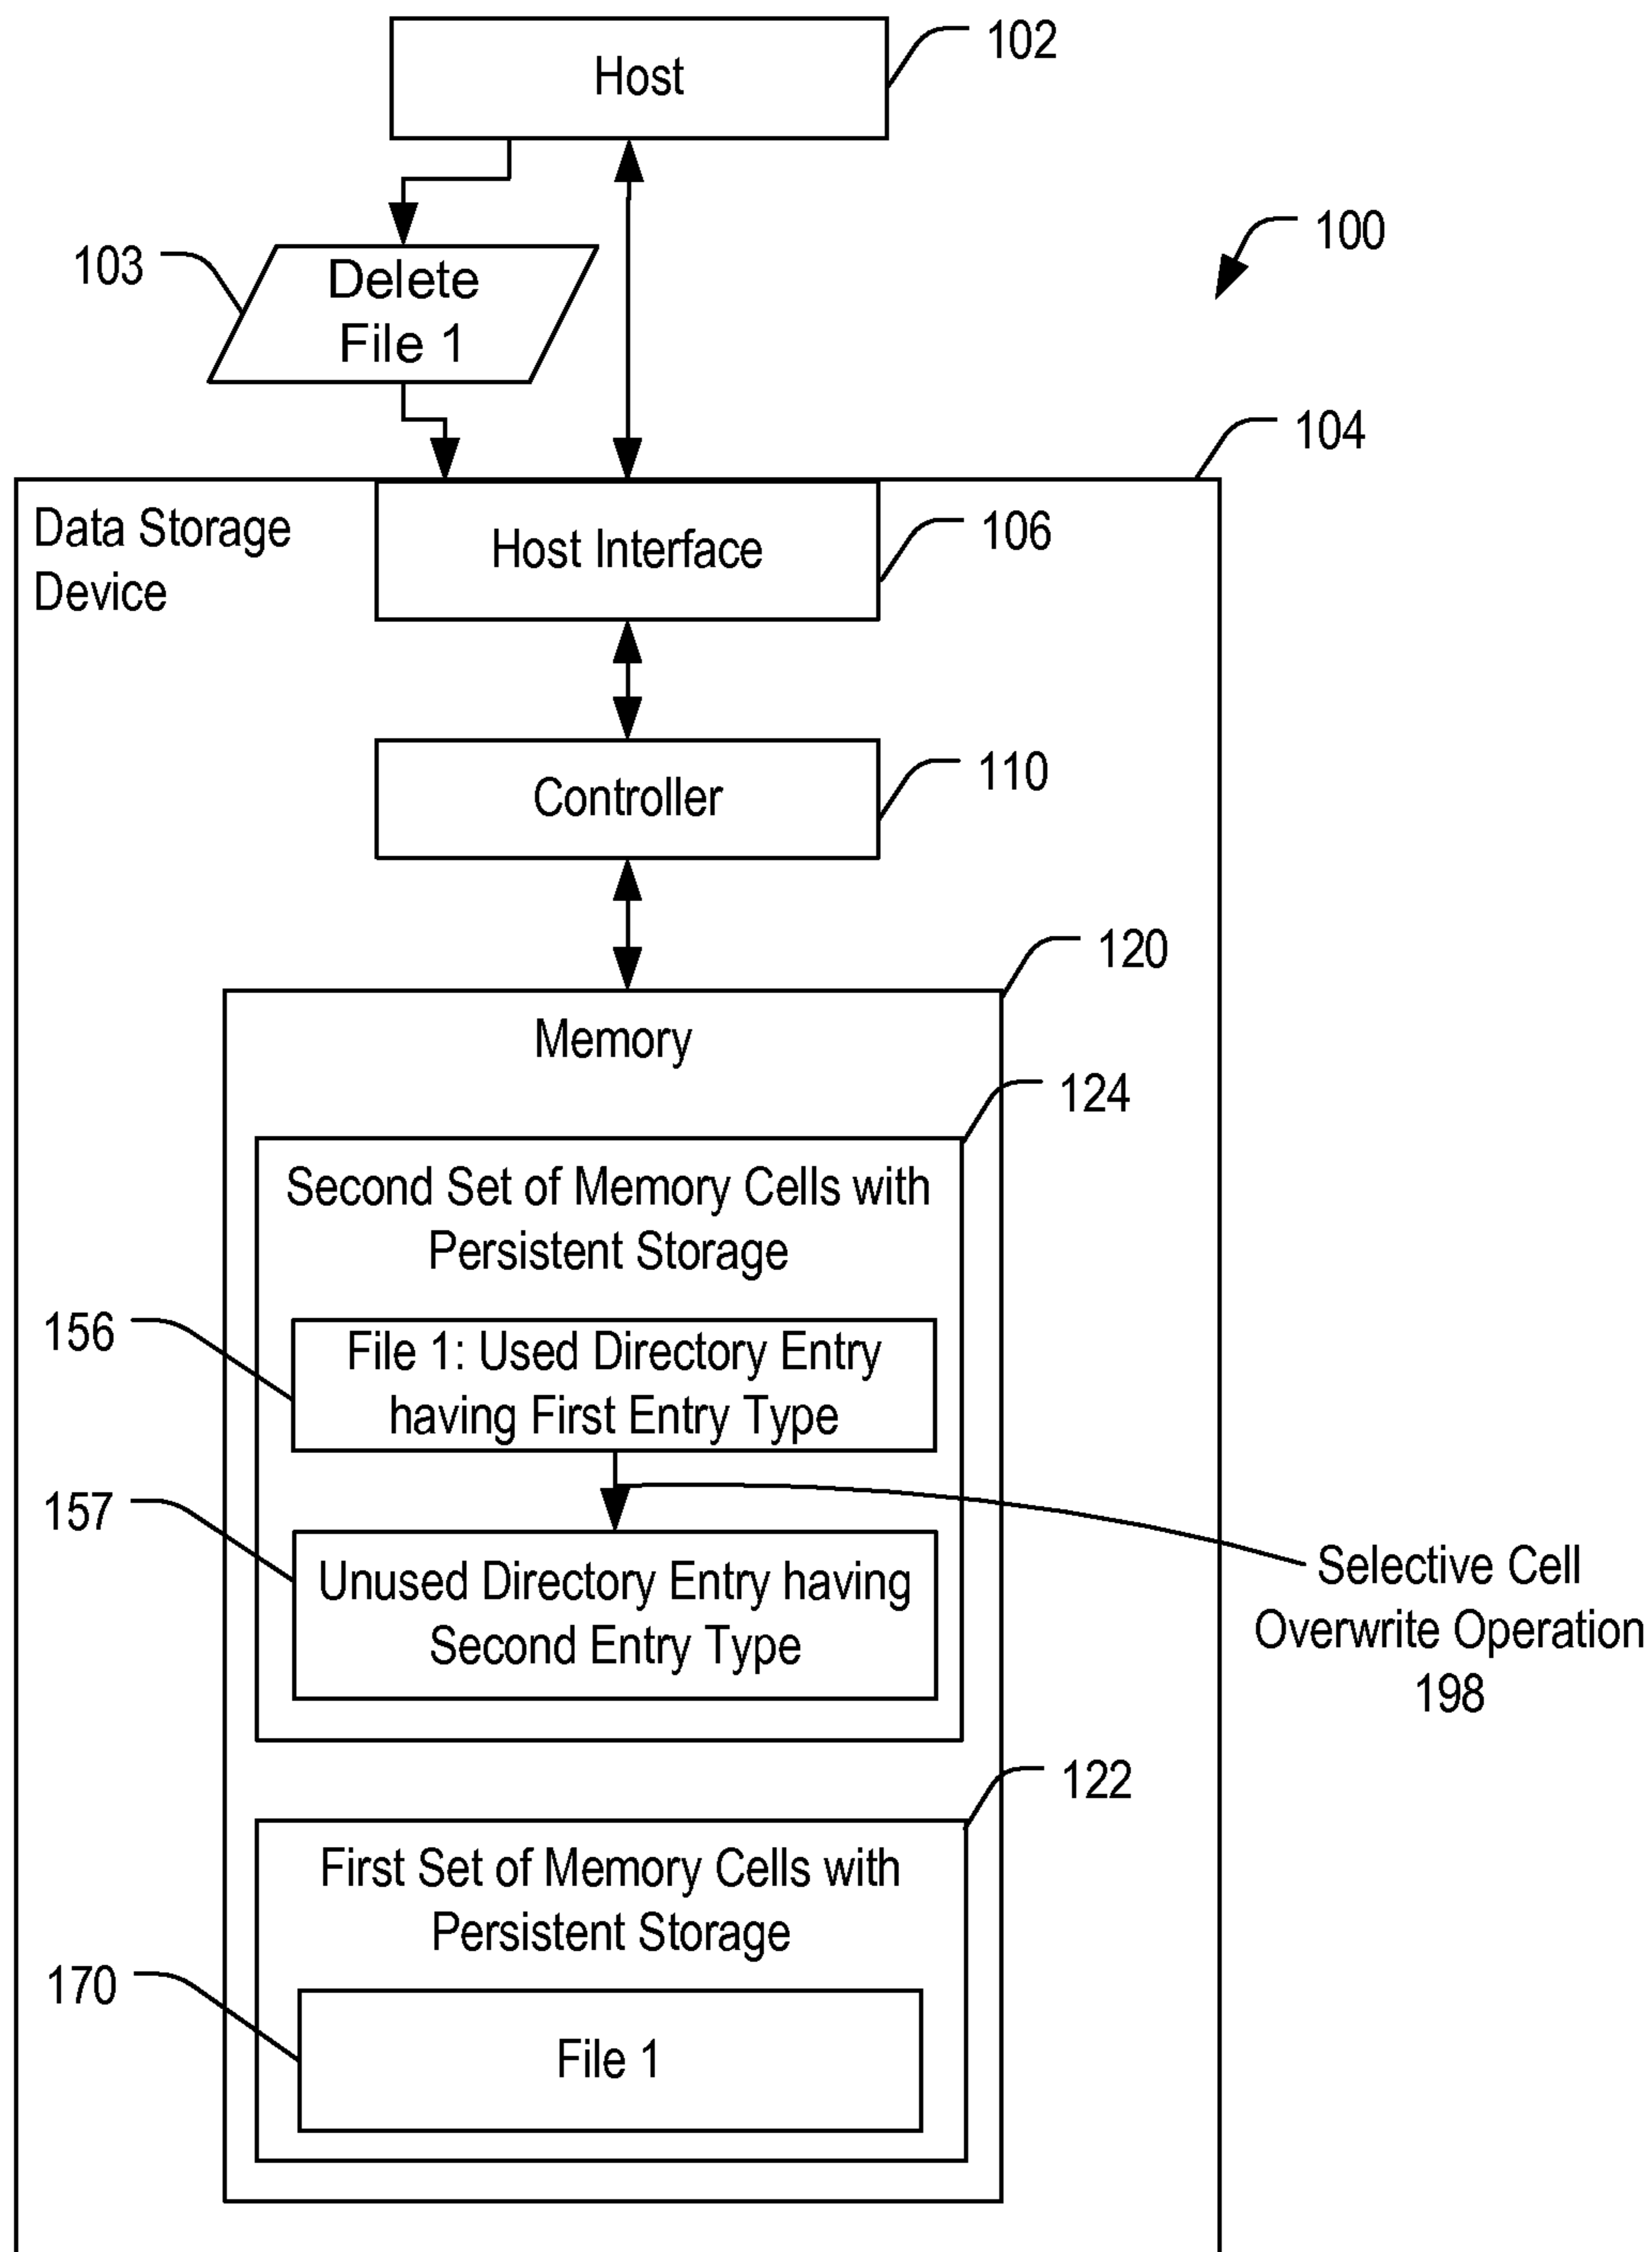 102
Host
100
103
Delete
File 1
104
Data Storage
Device
Host Interface
106
Controller
110
120
Memory
124
Second Set of Memory Cells with
Persistent Storage
156
File 1: Used Directory Entry
having First Entry Type
157
Unused Directory Entry having
Second Entry Type
Selective Cell
Overwrite Operation
198
122
First Set of Memory Cells with
Persistent Storage
170
File 1